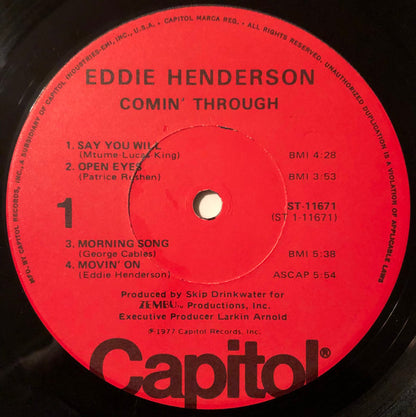 MFD. BY CAPITOL RECORDS, INC., A SUBSIDIARY OF CAPITOL INDUSTRIES-EMI, INC., U.S.A. • CAPITOL MARCA REG. • ALL RIGHTS RESERVED. UNAUTHORIZED DUPLICATION IS A VIOLATION OF APPLICABLE LAWS
EDDIE HENDERSON
COMIN' THROUGH
1. SAY YOU WILL
(Mtume-Lucas-King) BMI 4:28
2. OPEN EYES
(Patrice Rushen) BMI 3:53
1
ST-11671
(ST 1-11671)
3. MORNING SONG
(George Cables) BMI 5:38
4. MOVIN' ON
(Eddie Henderson) ASCAP 5:54
Produced by Skip Drinkwater for
ZEMBU Productions, Inc.
Executive Producer Larkin Arnold
℗1977 Capitol Records, Inc.
Capitol®